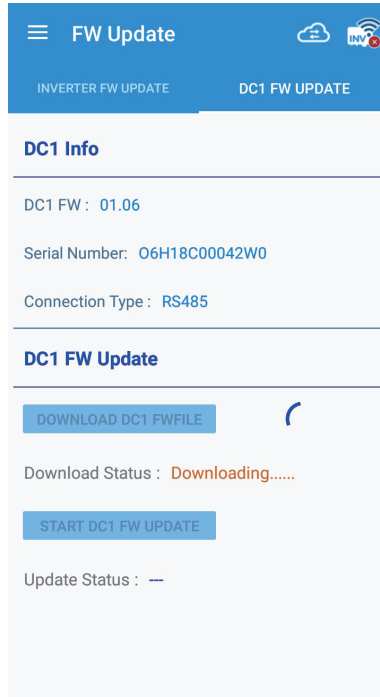 FW Update
INV
INVERTER FW UPDATE DC1 FW UPDATE
DC1 Info
DC1 FW : 01.06
Serial Number: O6H18C00042W0
Connection Type : RS485
DC1 FW Update
DOWNLOAD DC1 FWFILE
Download Status : Downloading......
START DC1 FW UPDATE
Update Status : ---